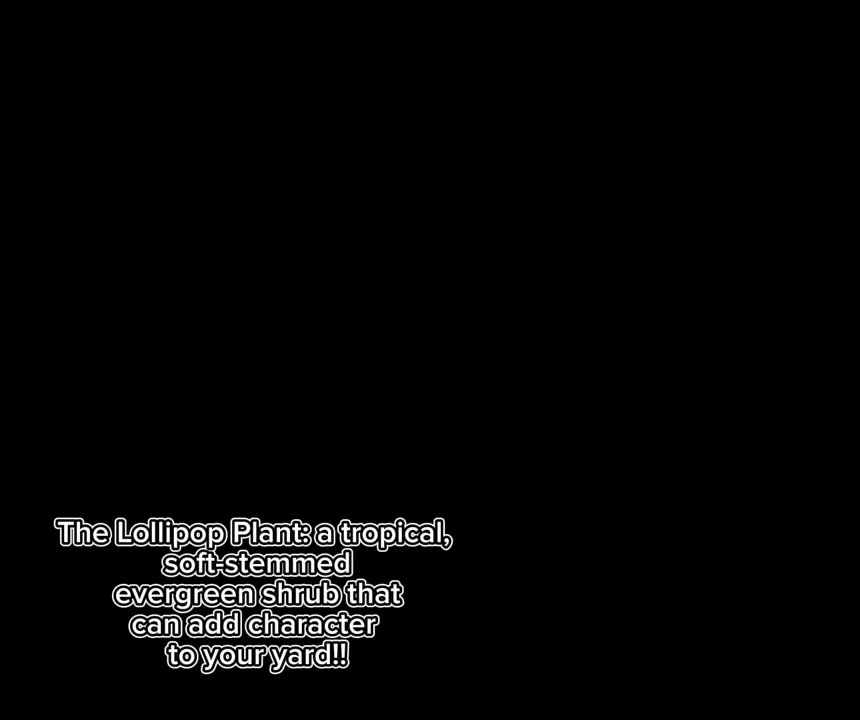 The Lollipop Plant: a tropical,
soft-stemmed
evergreen shrub that
can add character
to your yard!!